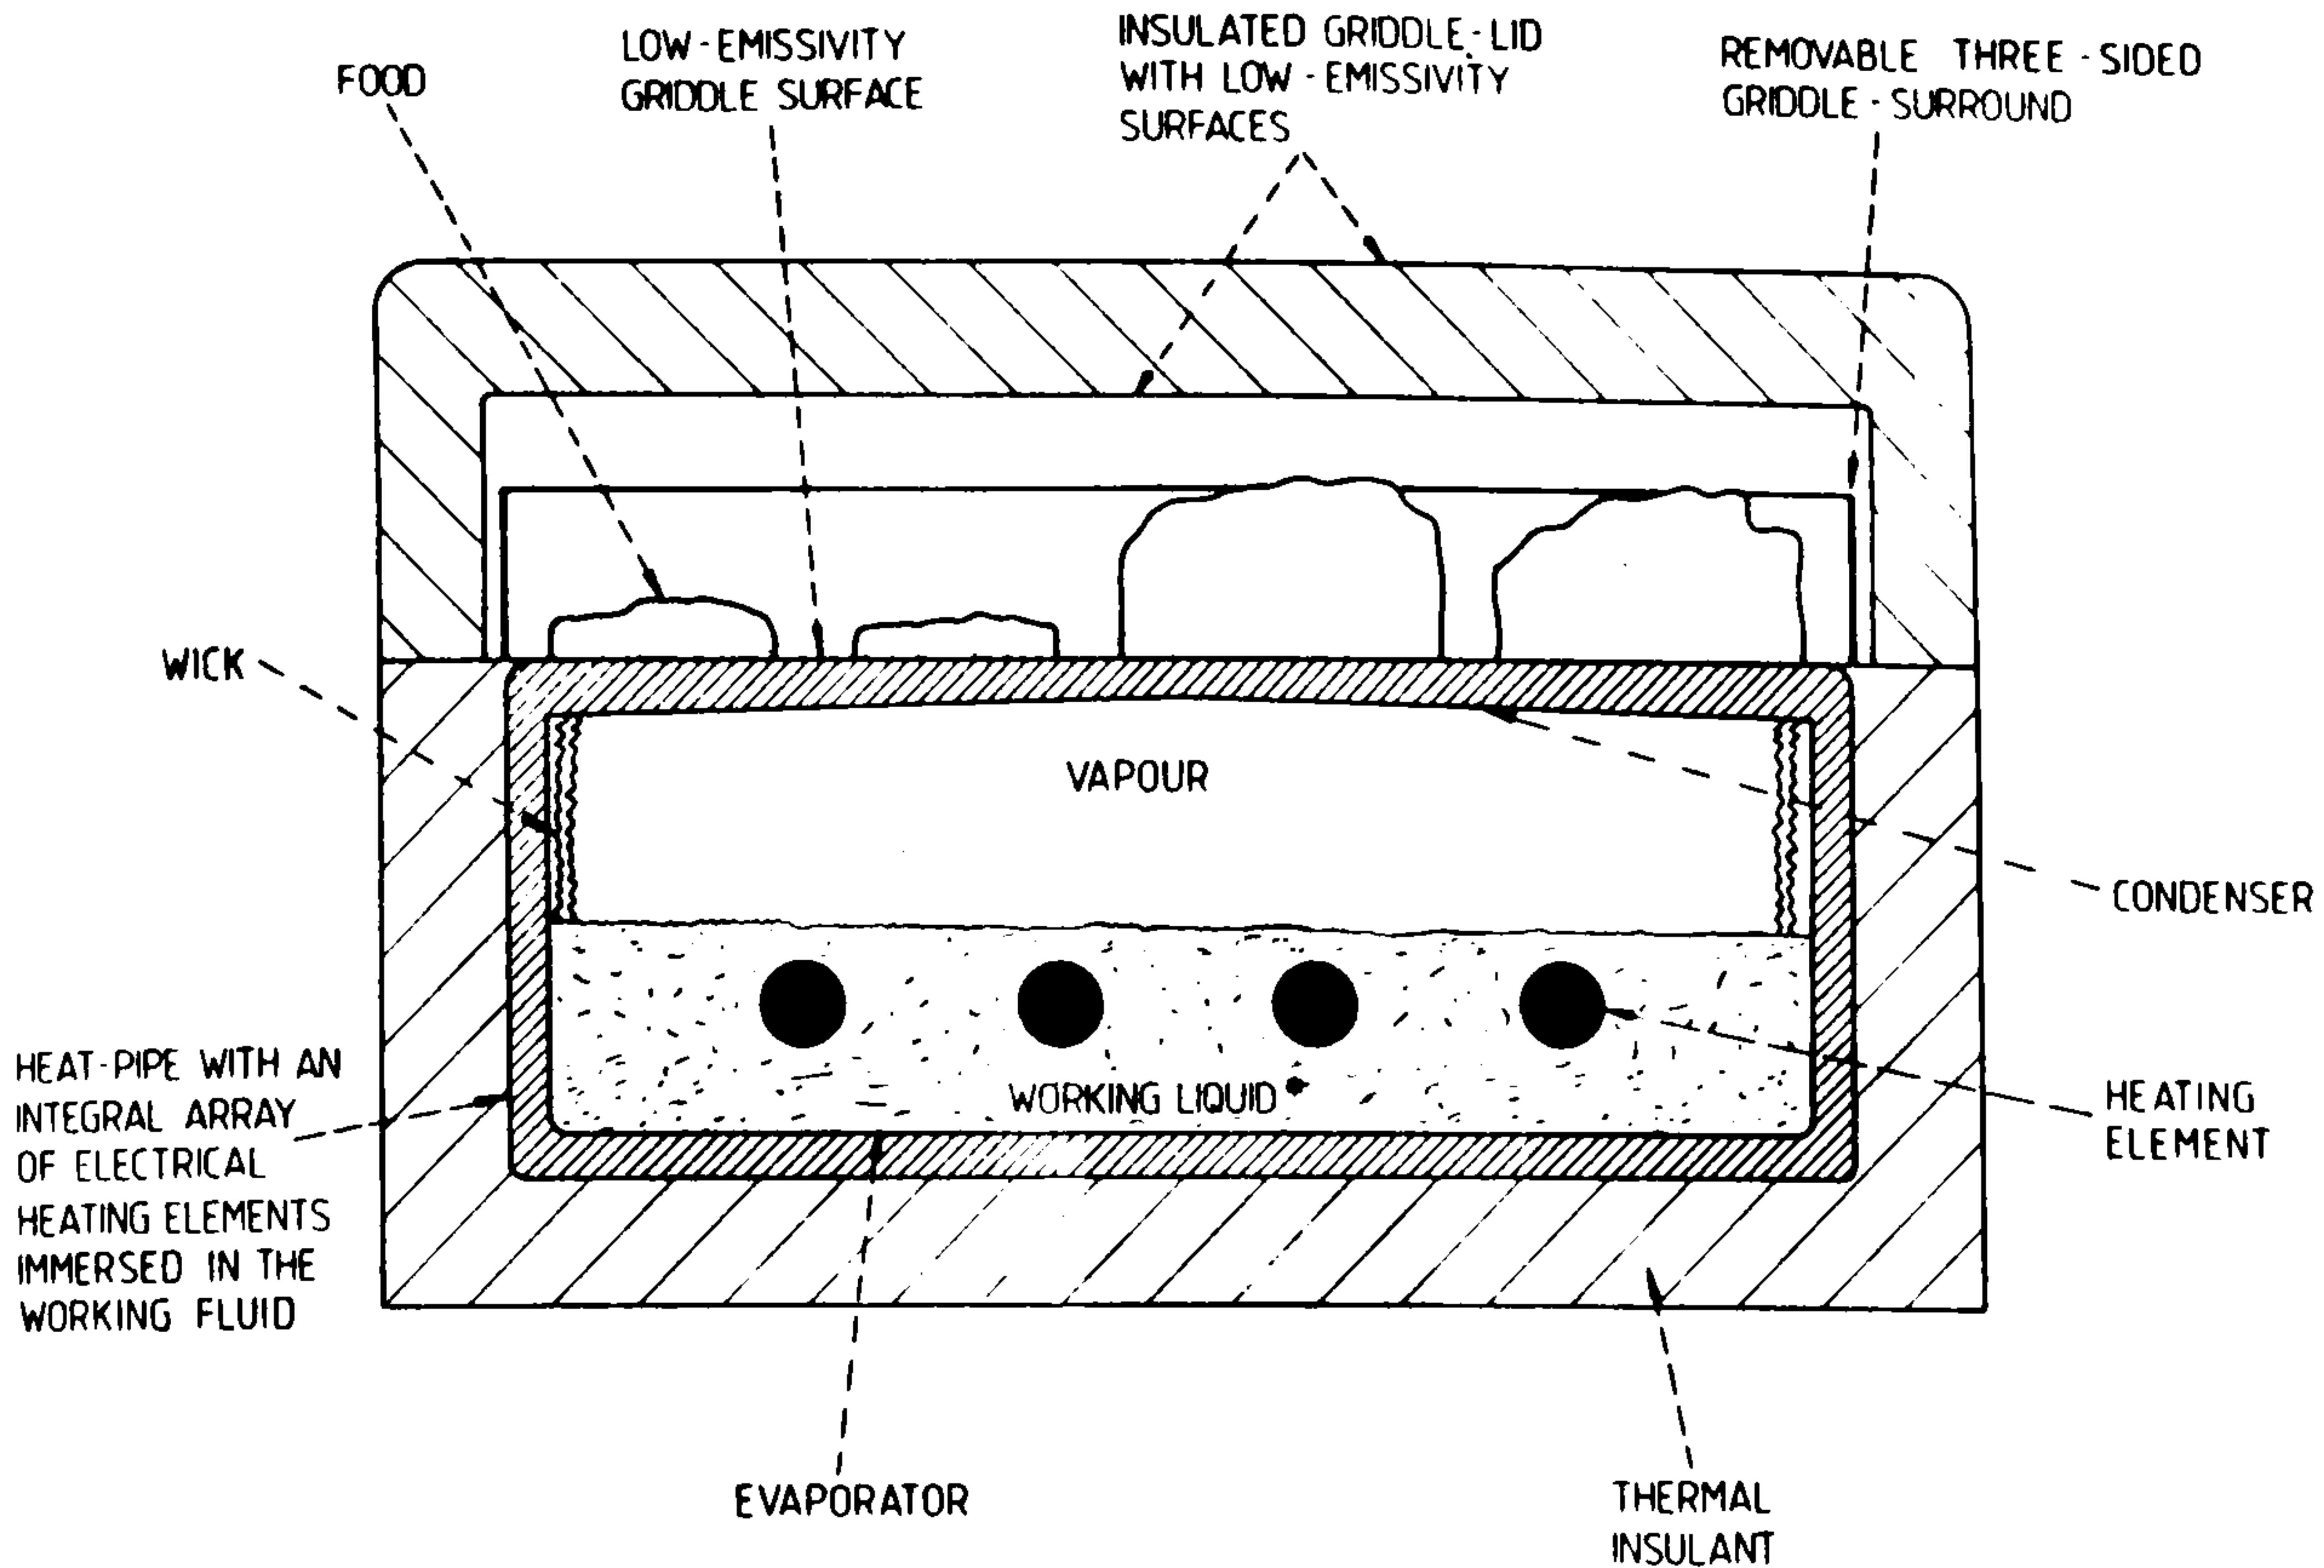 FOOD
LOW-EMISSIVITY
GRIDDLE SURFACE
INSULATED GRIDDLE-LID
WITH LOW-EMISSIVITY
SURFACES
REMOVABLE THREE-SIDED
GRIDDLE-SURROUND
WICK
VAPOUR
CONDENSER
HEAT-PIPE WITH AN
INTEGRAL ARRAY
OF ELECTRICAL
HEATING ELEMENTS
IMMERSED IN THE
WORKING FLUID
WORKING LIQUID
HEATING
ELEMENT
EVAPORATOR
THERMAL
INSULANT